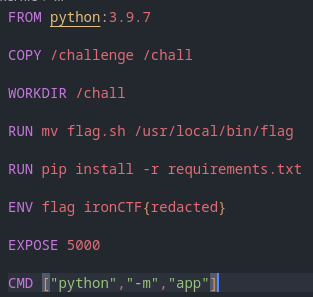 FROM python:3.9.7
COPY /challenge /chall
WORKDIR /chall
RUN mv flag.sh /usr/local/bin/flag
RUN pip install -r requirements.txt
ENV flag ironCTF{redacted}
EXPOSE 5000
CMD ["python","-m","app"]